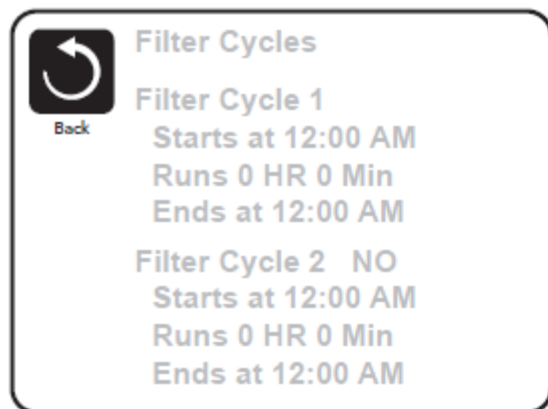 Filter Cycles
Back
Filter Cycle 1
Starts at 12:00 AM
Runs 0 HR 0 Min
Ends at 12:00 AM
Filter Cycle 2 NO
Starts at 12:00 AM
Runs 0 HR 0 Min
Ends at 12:00 AM